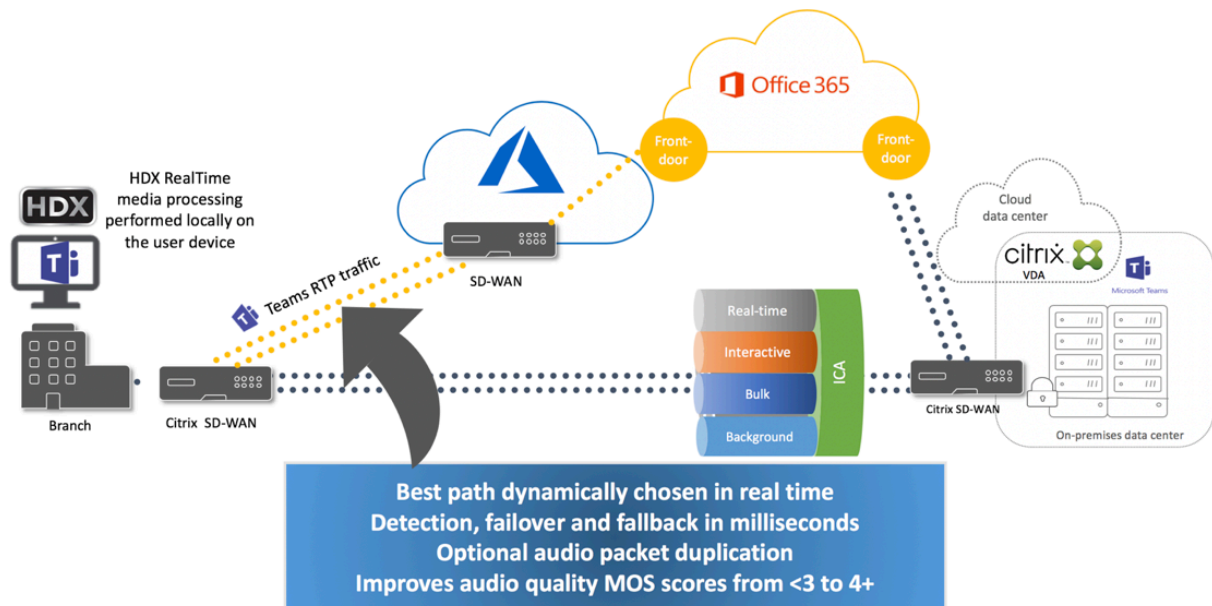 Office 365
Front-
door
Front-
door
HDX
HDX RealTime
media processing
performed locally on
the user device
Cloud
data center
citrix
VDA
Microsoft Teams
SD-WAN
Teams RTP traffic
Real-time
Interactive
Bulk
Background
ICA
Branch
Citrix SD-WAN
Citrix SD-WAN
On-premises data center
Best path dynamically chosen in real time
Detection, failover and fallback in milliseconds
Optional audio packet duplication
Improves audio quality MOS scores from <3 to 4+